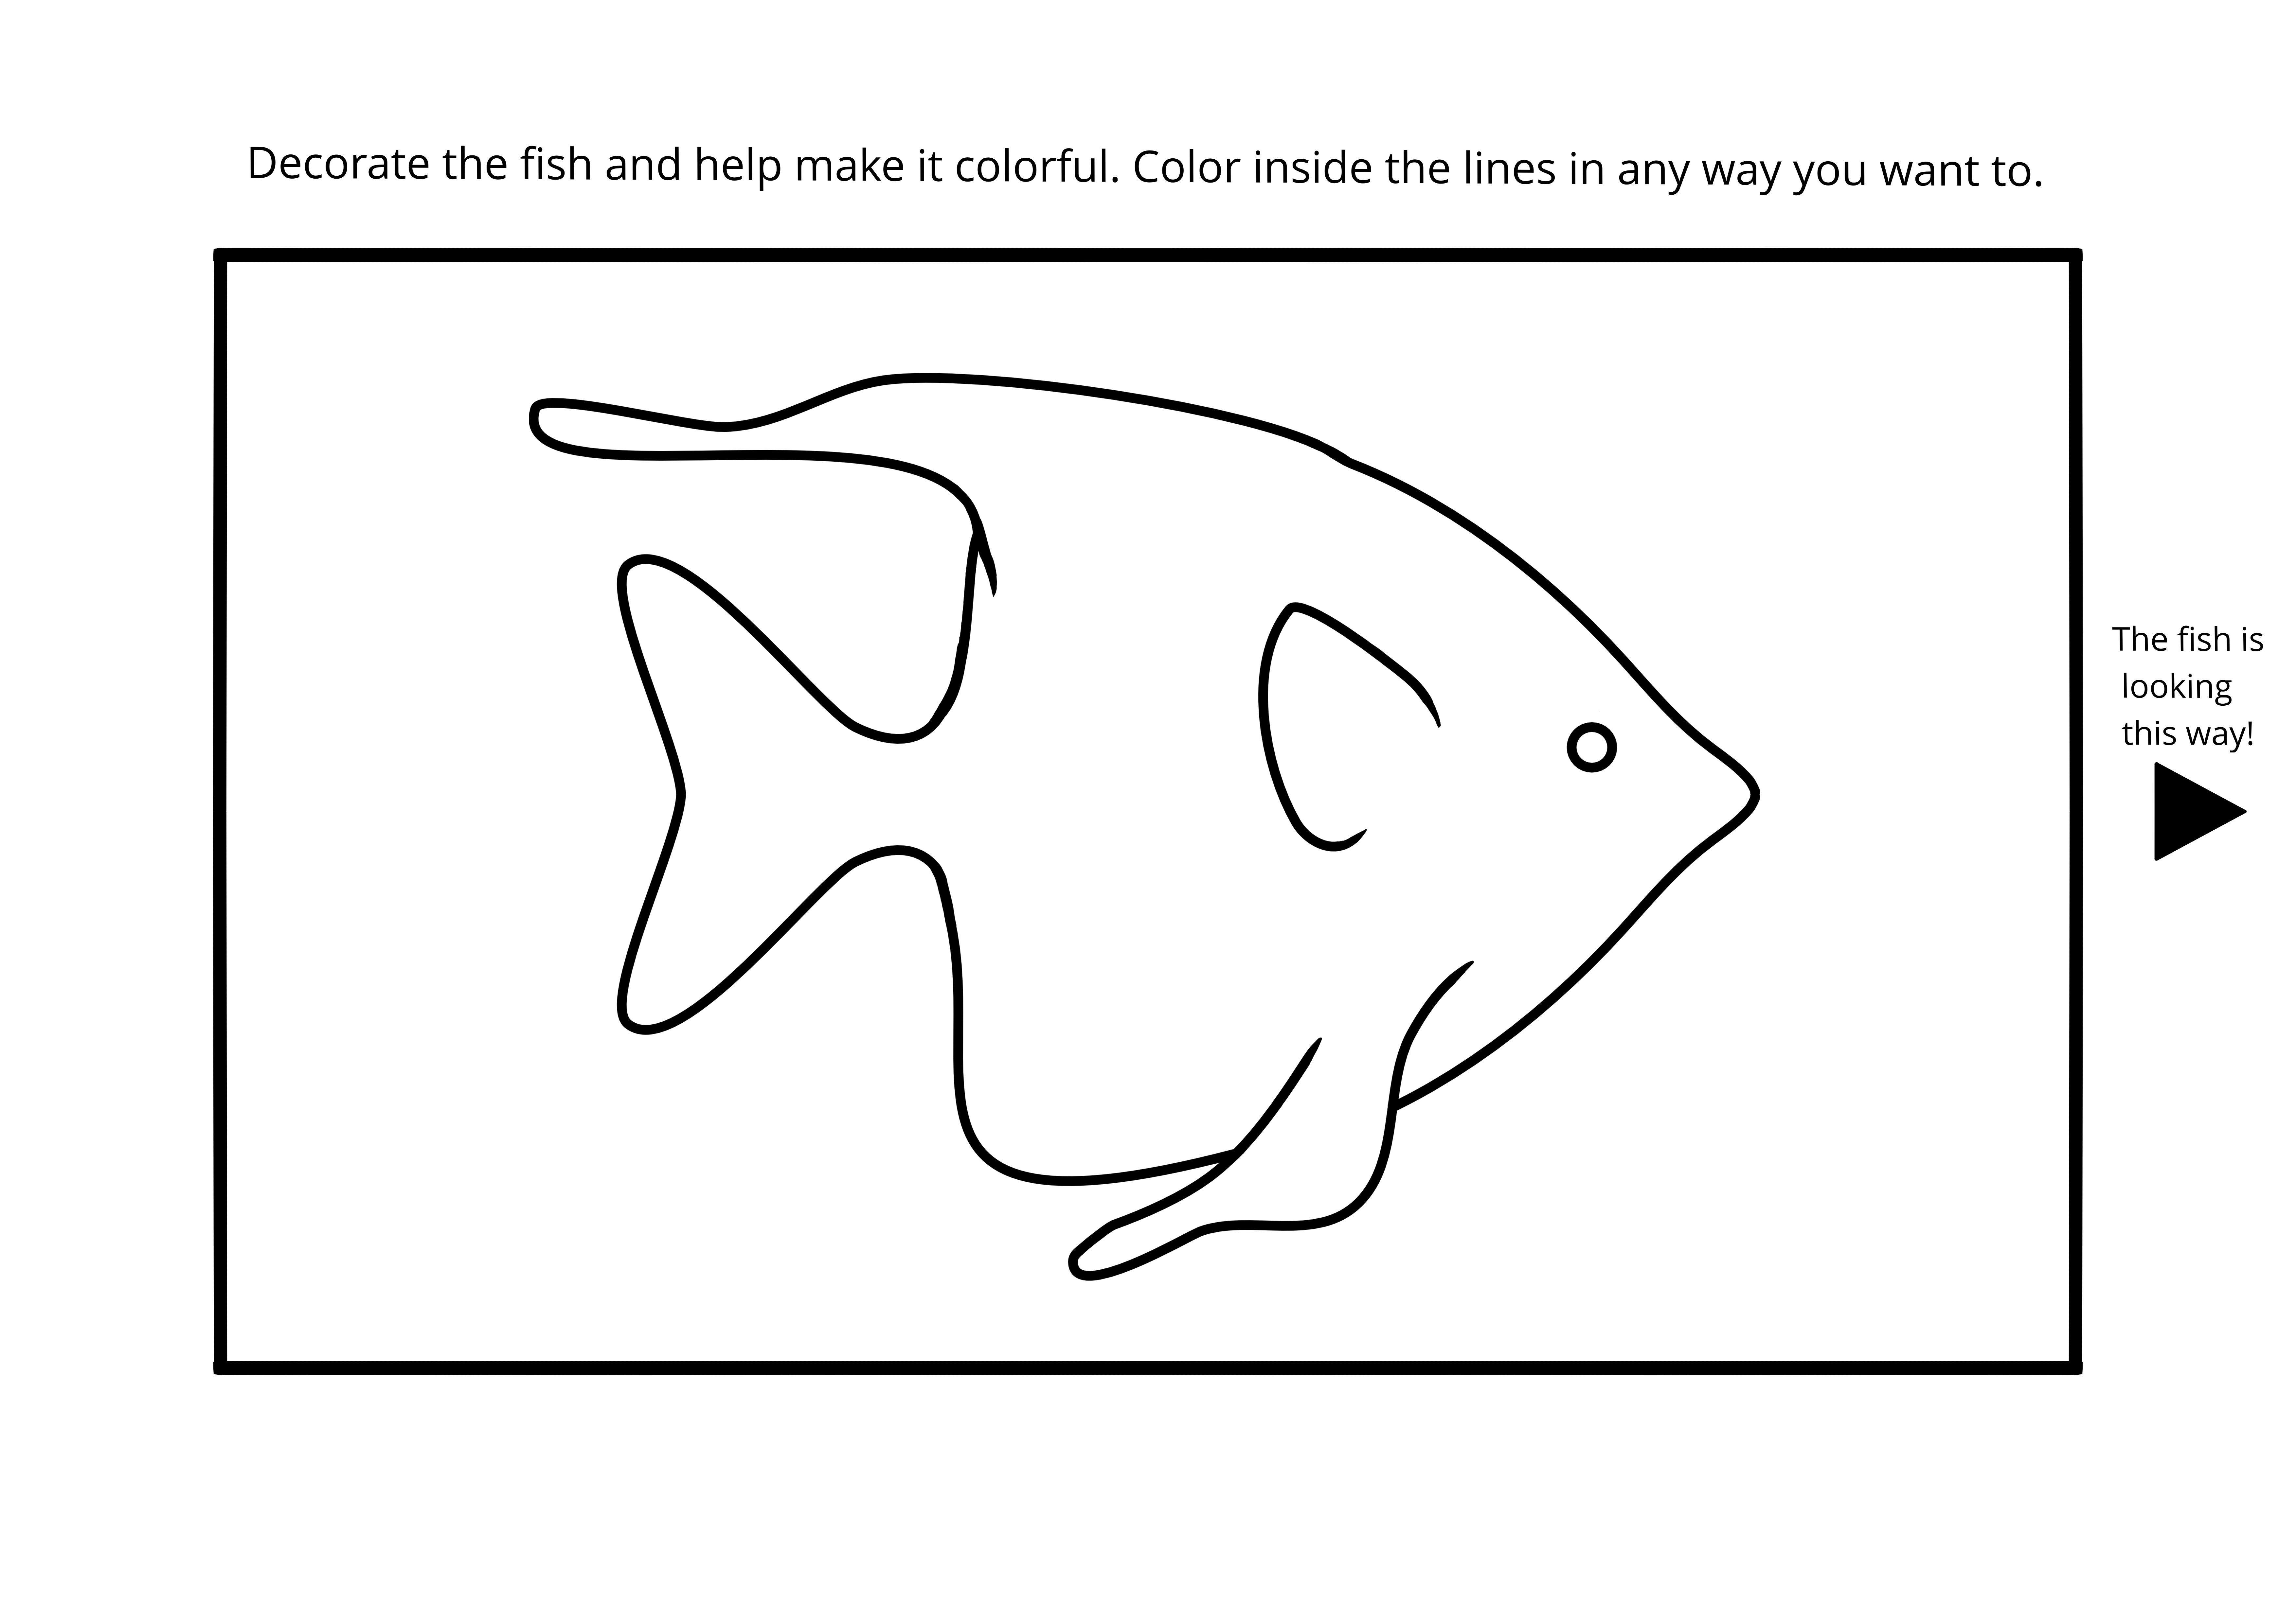 Decorate the fish and help make it colorful. Color inside the lines in any way you want to.
The fish is
looking
this way!